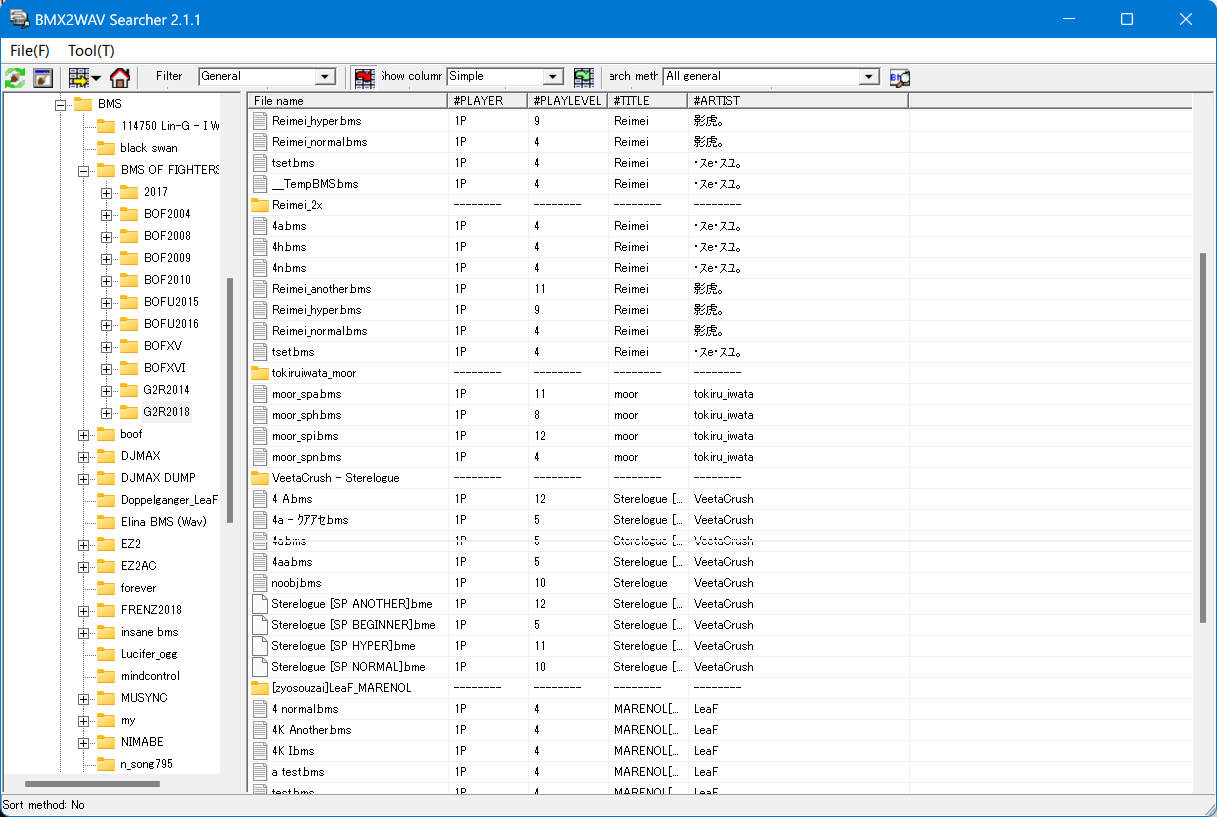 BMX2WAV Searcher 2.1.1
File(F) Tool(T)
Filter General Show column Simple arch meth All general
BMS
114750 Lin-G - I W
black swan
BMS OF FIGHTERS
2017
BOF2004
BOF2008
BOF2009
BOF2010
BOFU2015
BOFU2016
BOFXV
BOFXVI
G2R2014
G2R2018
boof
DJMAX
DJMAX DUMP
Doppelganger_LeaF
Elina BMS (Wav)
EZ2
EZ2AC
forever
FRENZ2018
insane bms
Lucifer_ogg
mindcontrol
MUSYNC
my
NIMABE
n_song795
File name #PLAYER #PLAYLEVEL #TITLE #ARTIST
Reimei_hyper.bms 1P 9 Reimei 影虎。
Reimei_normal.bms 1P 4 Reimei 影虎。
tset.bms 1P 4 Reimei ･ｽe･ｽﾕ。
__TempBMS.bms 1P 4 Reimei ･ｽe･ｽﾕ。
Reimei_2x -------- -------- -------- --------
4a.bms 1P 4 Reimei ･ｽe･ｽﾕ。
4h.bms 1P 4 Reimei ･ｽe･ｽﾕ。
4n.bms 1P 4 Reimei ･ｽe･ｽﾕ。
Reimei_another.bms 1P 11 Reimei 影虎。
Reimei_hyper.bms 1P 9 Reimei 影虎。
Reimei_normal.bms 1P 4 Reimei 影虎。
tset.bms 1P 4 Reimei ･ｽe･ｽﾕ。
tokiruiwata_moor -------- -------- -------- --------
moor_spa.bms 1P 11 moor tokiru_iwata
moor_sph.bms 1P 8 moor tokiru_iwata
moor_spi.bms 1P 12 moor tokiru_iwata
moor_spn.bms 1P 4 moor tokiru_iwata
VeetaCrush - Sterelogue -------- -------- -------- --------
4 A.bms 1P 12 Sterelogue [... VeetaCrush
4a - ｸｱｱｾ.bms 1P 5 Sterelogue [... VeetaCrush
4a.bms 1P 5 Sterelogue [... VeetaCrush
4aa.bms 1P 5 Sterelogue [... VeetaCrush
noobj.bms 1P 10 Sterelogue VeetaCrush
Sterelogue [SP ANOTHER].bme 1P 12 Sterelogue [... VeetaCrush
Sterelogue [SP BEGINNER].bme 1P 5 Sterelogue [... VeetaCrush
Sterelogue [SP HYPER].bme 1P 11 Sterelogue [... VeetaCrush
Sterelogue [SP NORMAL].bme 1P 10 Sterelogue [... VeetaCrush
[zyosouzai]LeaF_MARENOL -------- -------- -------- --------
4 normal.bms 1P 4 MARENOL[... LeaF
4K Another.bms 1P 4 MARENOL[... LeaF
4K I.bms 1P 4 MARENOL[... LeaF
a test.bms 1P 4 MARENOL[... LeaF
test.bms 1P 4 MARENOL[... LeaF
Sort method: No